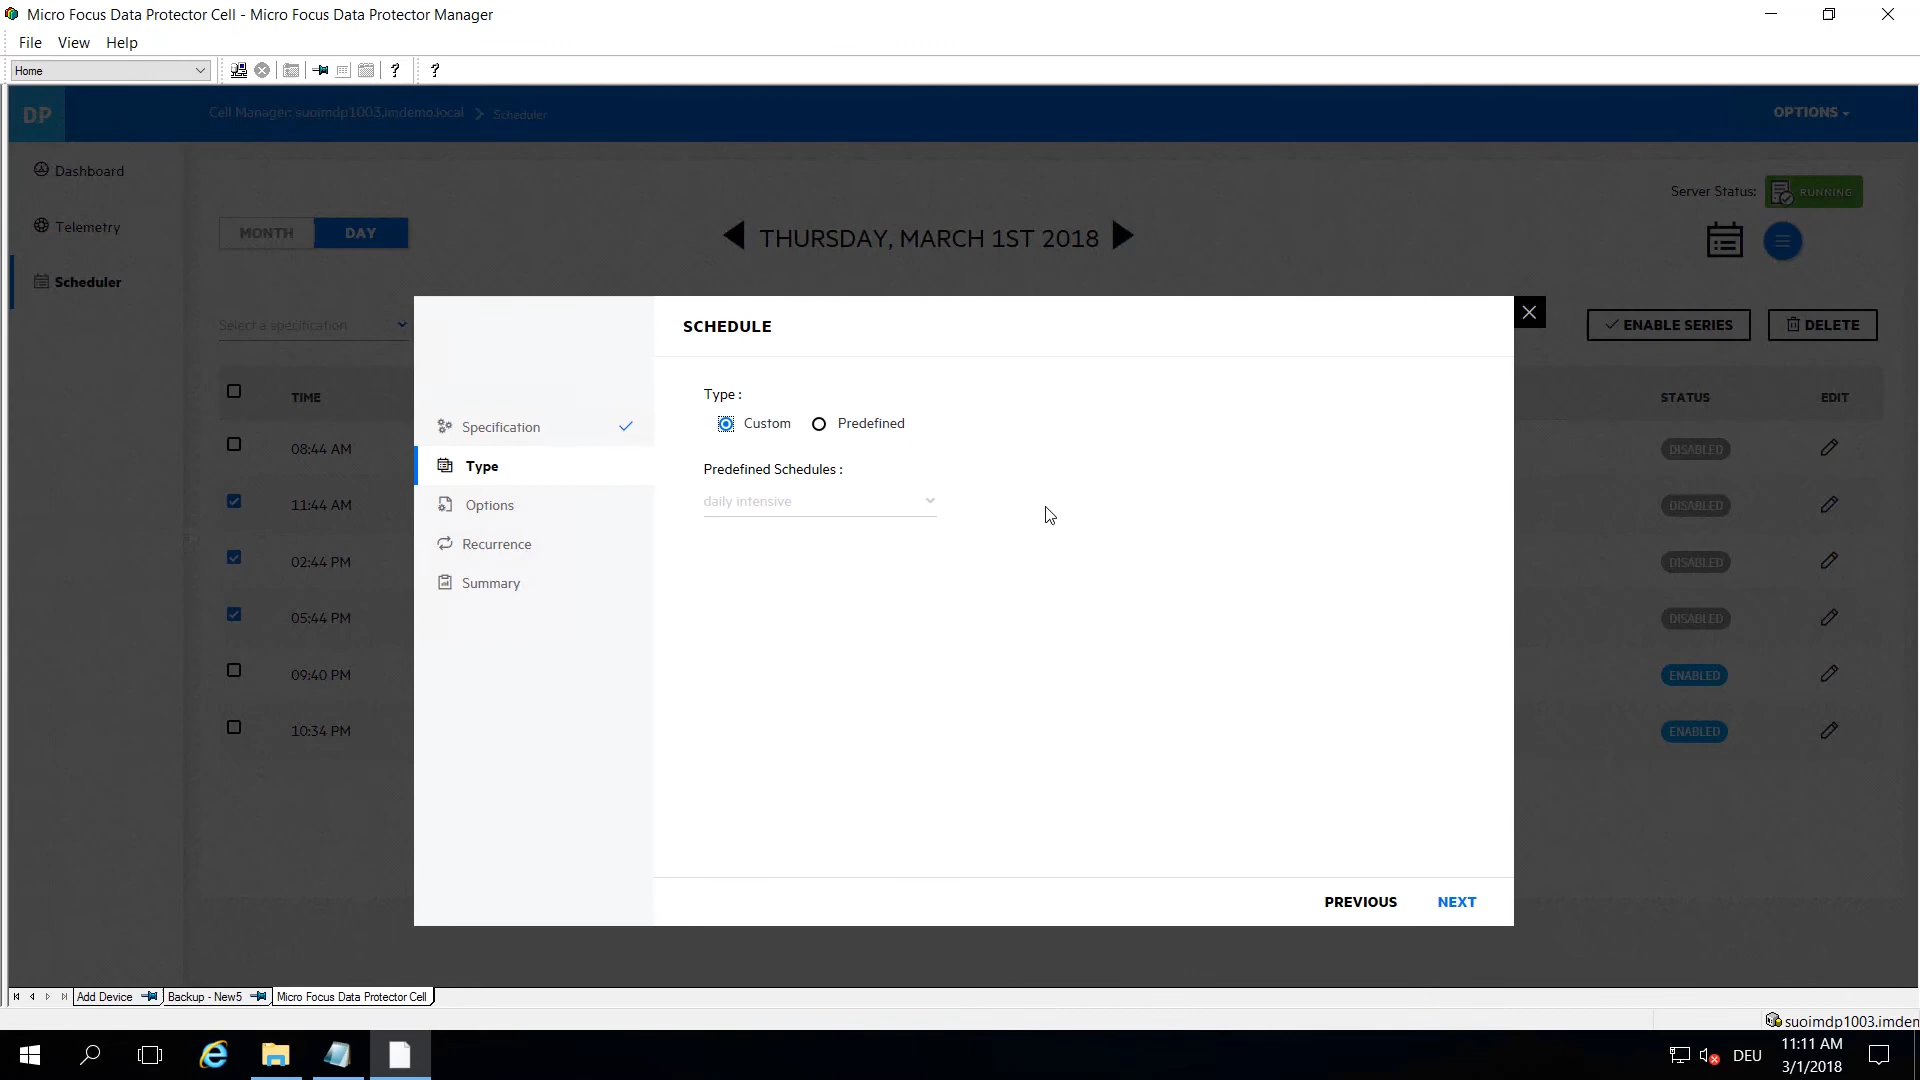 Micro Focus Data Protector Cell - Micro Focus Data Protector Manager
File View Help
Home
DP
Cell Manager: suoimdp1003.imdemo.local > Scheduler
OPTIONS
Dashboard
Telemetry
Scheduler
Server Status: RUNNING
MONTH DAY
THURSDAY, MARCH 1ST 2018
Select a specification
ENABLE SERIES
DELETE
TIME
STATUS
EDIT
08:44 AM
DISABLED
11:44 AM
DISABLED
02:44 PM
DISABLED
05:44 PM
DISABLED
09:40 PM
ENABLED
10:34 PM
ENABLED
SCHEDULE
Specification
Type
Options
Recurrence
Summary
Type :
Custom Predefined
Predefined Schedules :
daily intensive
PREVIOUS NEXT
Add Device
Backup - New5
Micro Focus Data Protector Cell
suoimdp1003.imden
DEU
11:11 AM
3/1/2018